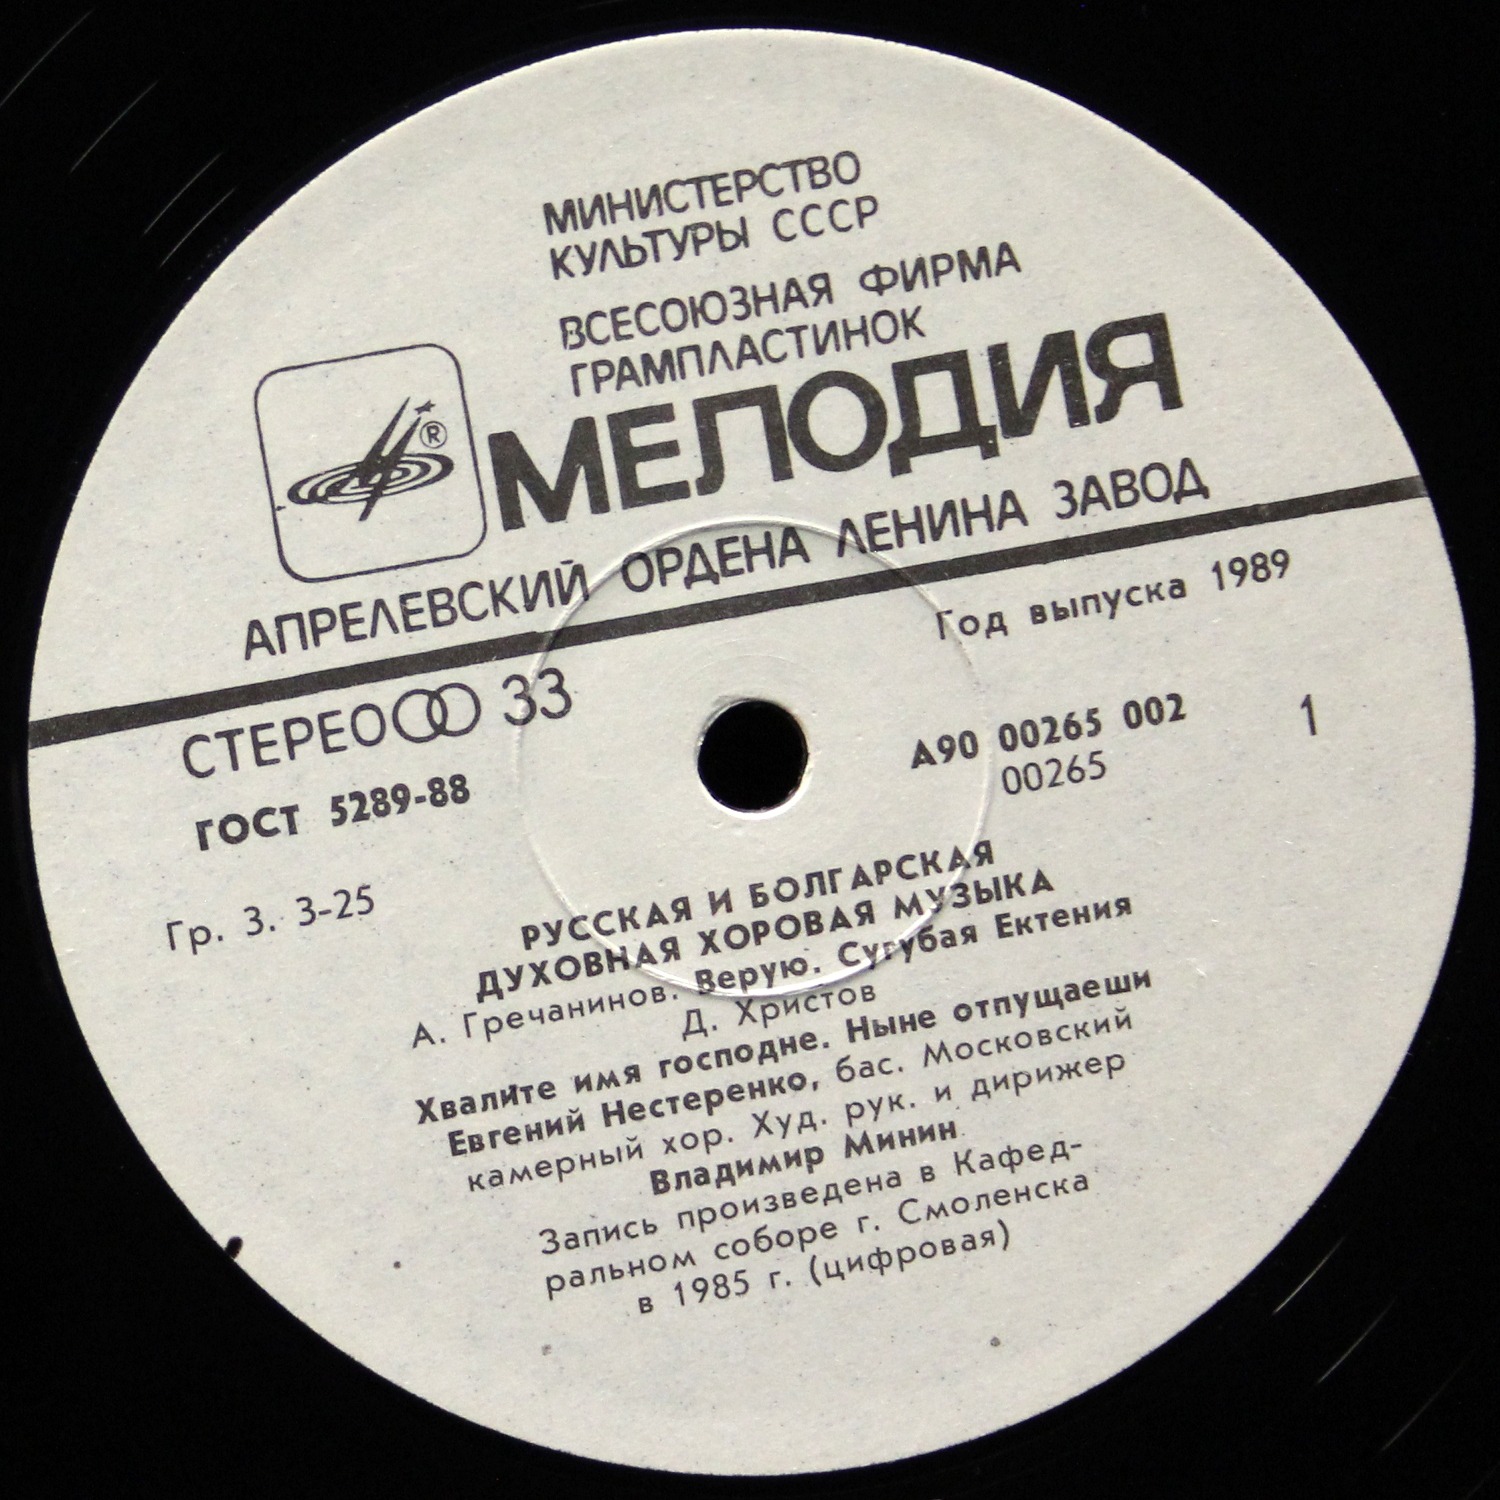 МИНИСТЕРСТВО
КУЛЬТУРЫ СССР
ВСЕСОЮЗНАЯ ФИРМА
ГРАМПЛАСТИНОК
МЕЛОДИЯ
®
АПРЕЛЕВСКИЙ ОРДЕНА ЛЕНИНА ЗАВОД
Год выпуска 1989
СТЕРЕО 33
ГОСТ 5289-88
А90 00265 002
00265
1
Гр. 3. 3-25
РУССКАЯ И БОЛГАРСКАЯ
ДУХОВНАЯ ХОРОВАЯ МУЗЫКА
А. Гречанинов. Верую. Сугубая Ектения
Д. Христов
Хвалите имя господне. Ныне отпущаеши
Евгений Нестеренко, бас. Московский
камерный хор. Худ. рук. и дирижер
Владимир Минин
Запись произведена в Кафед-
ральном соборе г. Смоленска
в 1985 г. (цифровая)